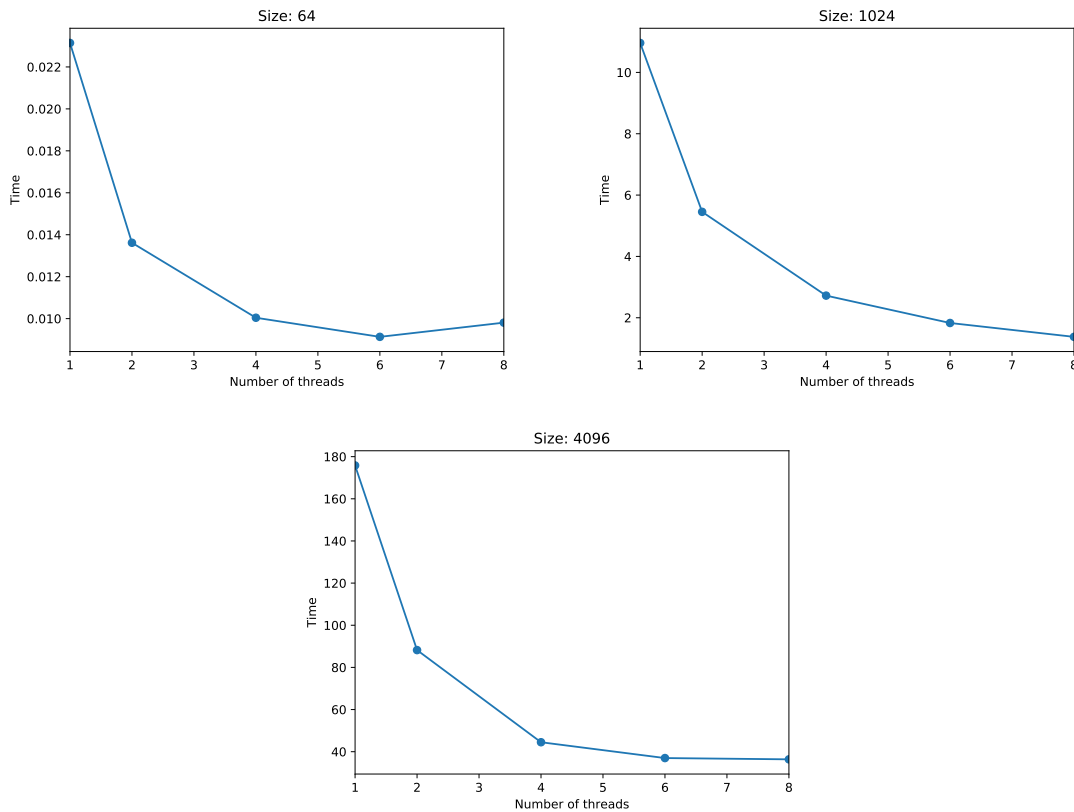 Size: 64
0.022
0.020
0.018
0.016
0.014
0.012
0.010
Time
1 2 3 4 5 6 7 8
Number of threads
Size: 1024
10
8
6
4
2
Time
1 2 3 4 5 6 7 8
Number of threads
Size: 4096
180
160
140
120
100
80
60
40
Time
1 2 3 4 5 6 7 8
Number of threads